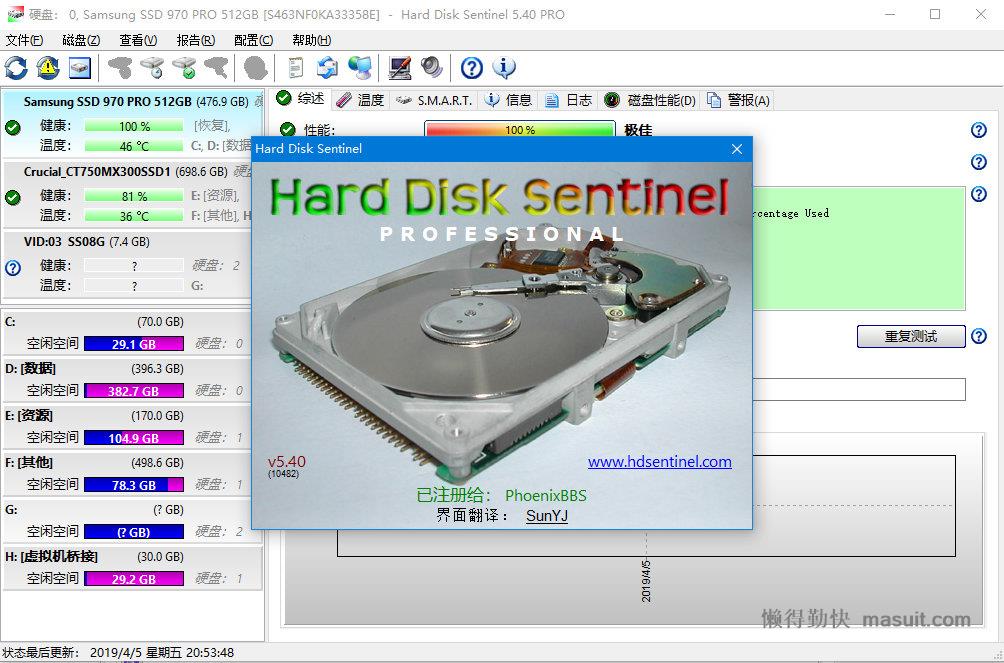 硬盘： 0, Samsung SSD 970 PRO 512GB [S463NF0KA33358E] - Hard Disk Sentinel 5.40 PRO
文件(F) 磁盘(Z) 查看(V) 报告(R) 配置(C) 帮助(H)
Samsung SSD 970 PRO 512GB (476.9 GB)
健康： 100 % [恢复],
温度： 46 °C C:, D: [数据
Crucial_CT750MX300SSD1 (698.6 GB) 硬
健康： 81 % E: [资源],
温度： 36 °C F: [其他], H
VID:03 SS08G (7.4 GB)
健康： ? 硬盘： 2
温度： ? G:
C: (70.0 GB)
空闲空间 29.1 GB 硬盘： 0
D: [数据] (396.3 GB)
空闲空间 382.7 GB 硬盘： 0
E: [资源] (170.0 GB)
空闲空间 104.9 GB 硬盘： 1
F: [其他] (498.6 GB)
空闲空间 78.3 GB 硬盘： 1
G: (? GB)
空闲空间 (? GB) 硬盘： 2
H: [虚拟机桥接] (30.0 GB)
空闲空间 29.2 GB 硬盘： 1
综述 温度 S.M.A.R.T. 信息 日志 磁盘性能(D) 警报(A)
性能： 100 % 极佳
rcentage Used
重复测试
2019/4/5
Hard Disk Sentinel
Hard Disk Sentinel
PROFESSIONAL
v5.40
(10482)
www.hdsentinel.com
已注册给： PhoenixBBS
界面翻译： SunYJ
懒得勤快 masuit.com
状态最后更新： 2019/4/5 星期五 20:53:48